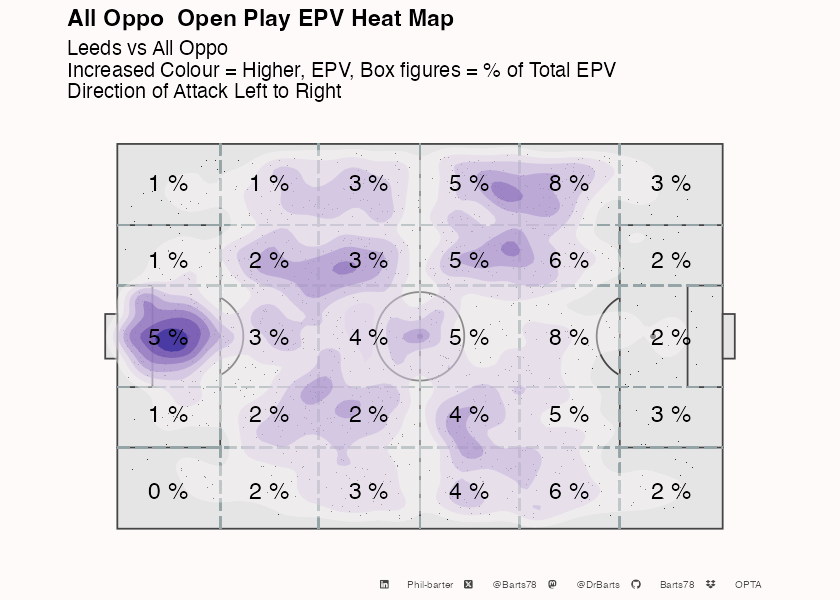 All Oppo  Open Play EPV Heat Map
Leeds vs All Oppo
Increased Colour = Higher, EPV, Box figures = % of Total EPV
Direction of Attack Left to Right
1 % 1 % 3 % 5 % 8 % 3 %
1 % 2 % 3 % 5 % 6 % 2 %
5 % 3 % 4 % 5 % 8 % 2 %
1 % 2 % 2 % 4 % 5 % 3 %
0 % 2 % 3 % 4 % 6 % 2 %
Phil-barter @Barts78 @DrBarts Barts78 OPTA